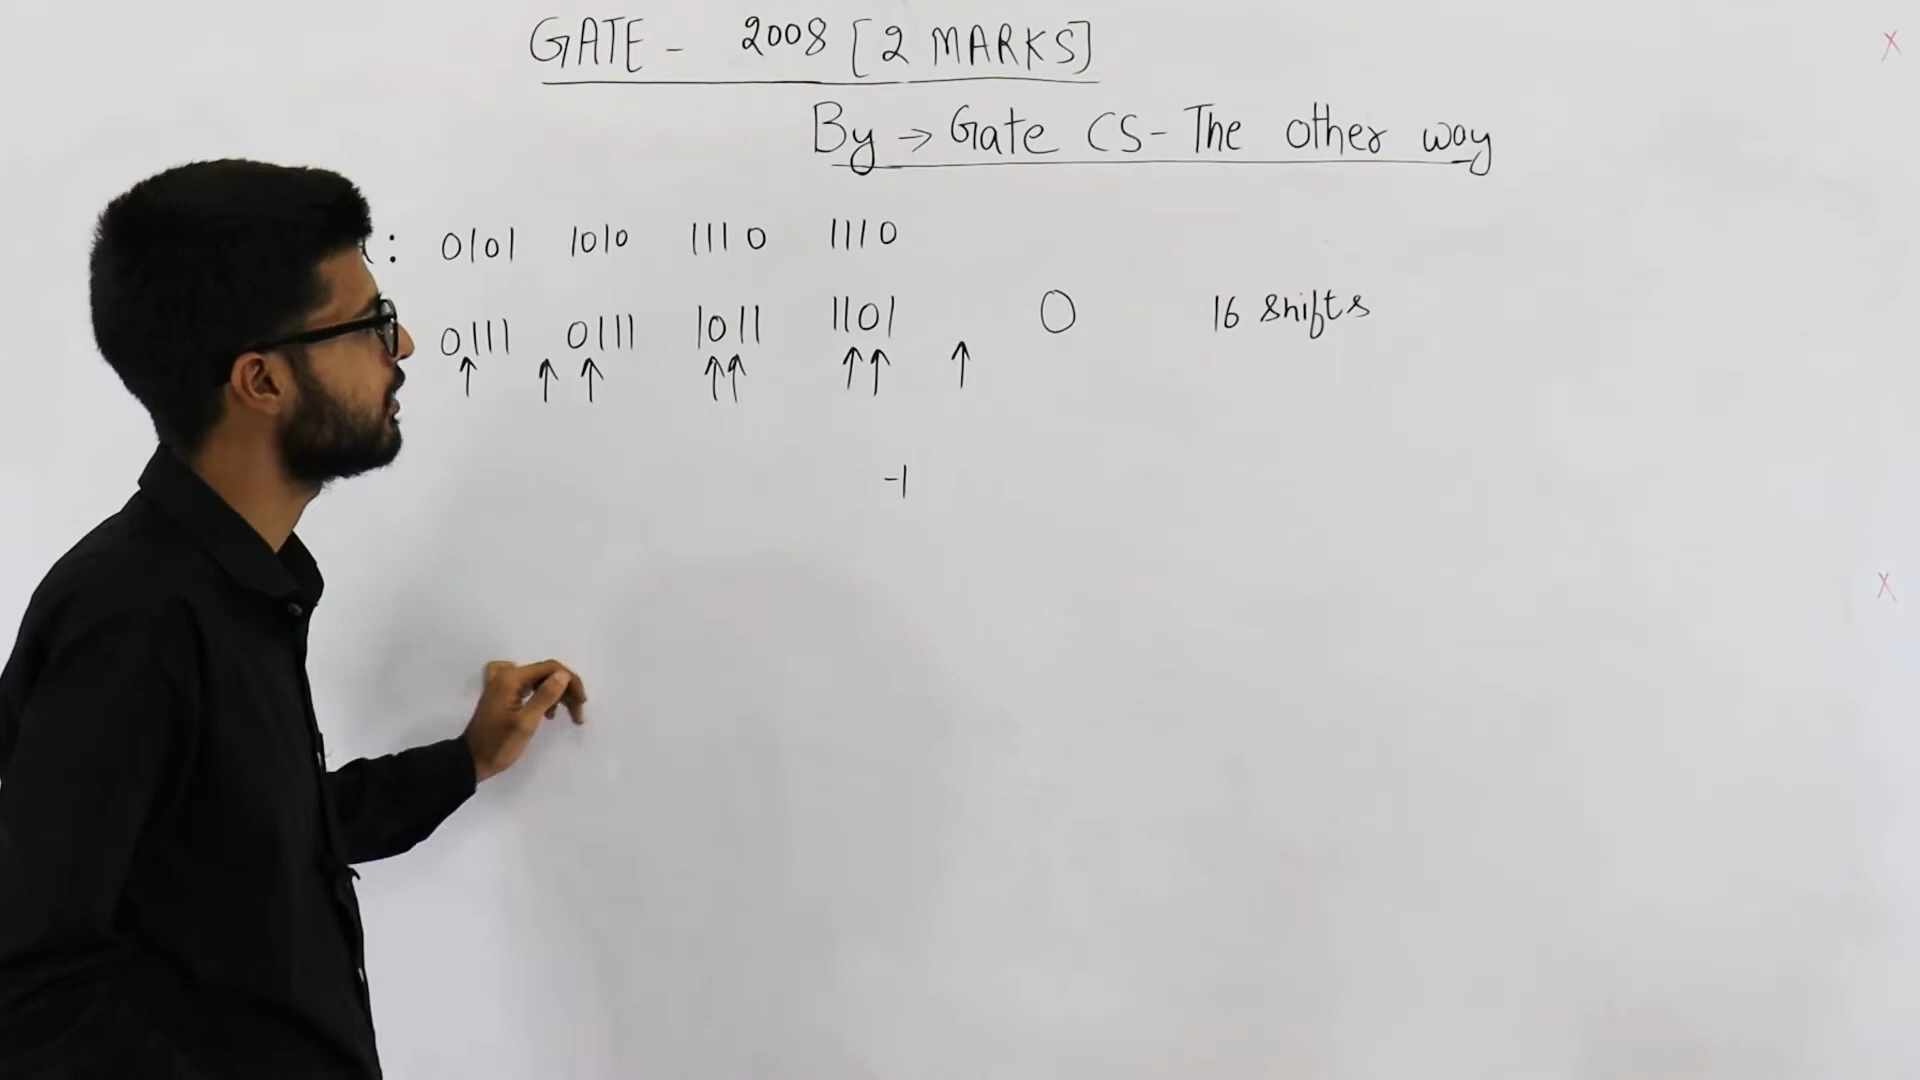 GATE - 2008 [2 MARKS]
By → Gate CS - The other way
: 0101 1010 1110 1110
0111 0111 1011 1101 0 16 shifts
↑ ↑ ↑ ↑↑ ↑↑ ↑
-1
X
X